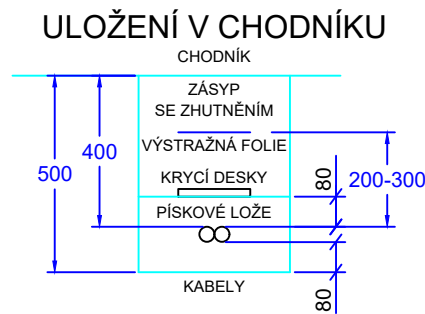 ULOŽENÍ V CHODNÍKU
CHODNÍK
ZÁSYP
SE ZHUTNĚNÍM
VÝSTRAŽNÁ FOLIE
400
500
KRYCÍ DESKY
80
200-300
PÍSKOVÉ LOŽE
KABELY
80